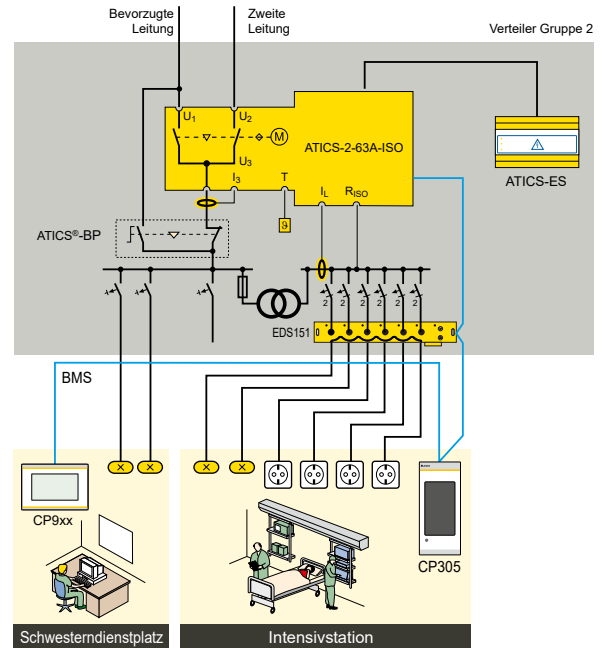 Bevorzugte
Leitung
Zweite
Leitung
Verteiler Gruppe 2
U1
U2
M
ATICS-2-63A-ISO
U3
I3
T
IL
RISO
ATICS-ES
ϑ
ATICS®-BP
2
2
2
2
2
2
EDS151
BMS
CP9xx
CP305
Schwesterndienstplatz
Intensivstation